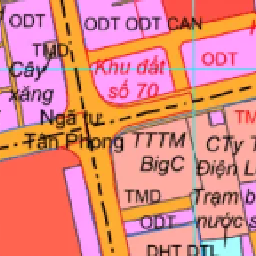 ODT
ODT ODT CAN
TMD
Cây
xăng
Khu đất
số 70
ODT
Ngã tư
Tân Phong
TTTM
BigC
TM
CTy T
Điện L
TMD
Trạm b
nước s
ODT
DHT DTL